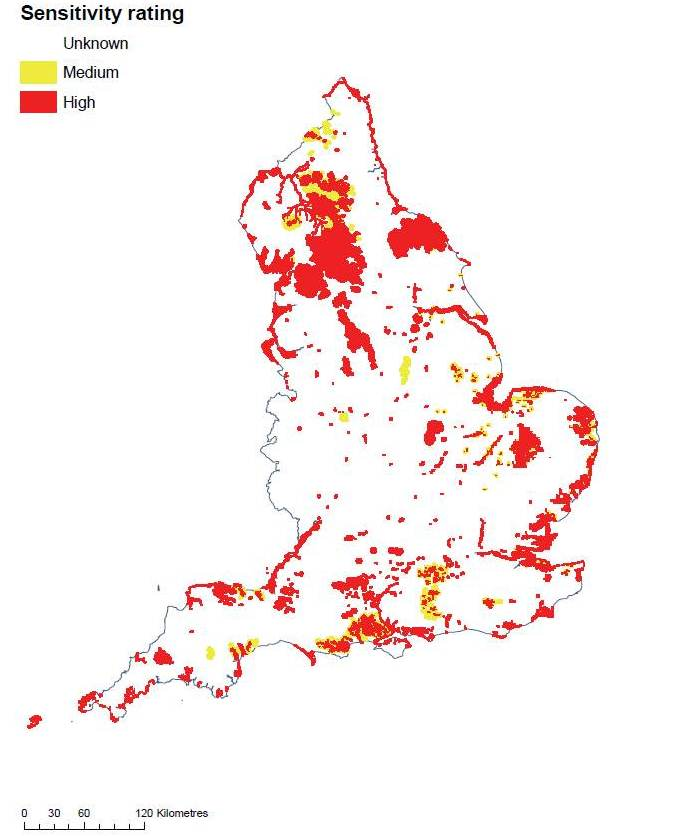 Sensitivity rating
Unknown
Medium
High
0 30 60 120 Kilometres